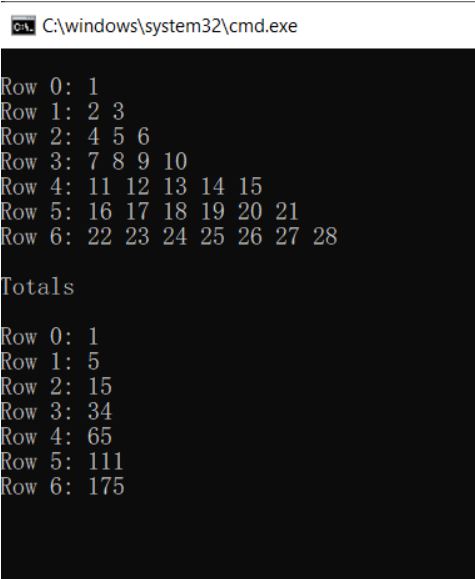 C:\windows\system32\cmd.exe
Row 0: 1
Row 1: 2 3
Row 2: 4 5 6
Row 3: 7 8 9 10
Row 4: 11 12 13 14 15
Row 5: 16 17 18 19 20 21
Row 6: 22 23 24 25 26 27 28
Totals
Row 0: 1
Row 1: 5
Row 2: 15
Row 3: 34
Row 4: 65
Row 5: 111
Row 6: 175